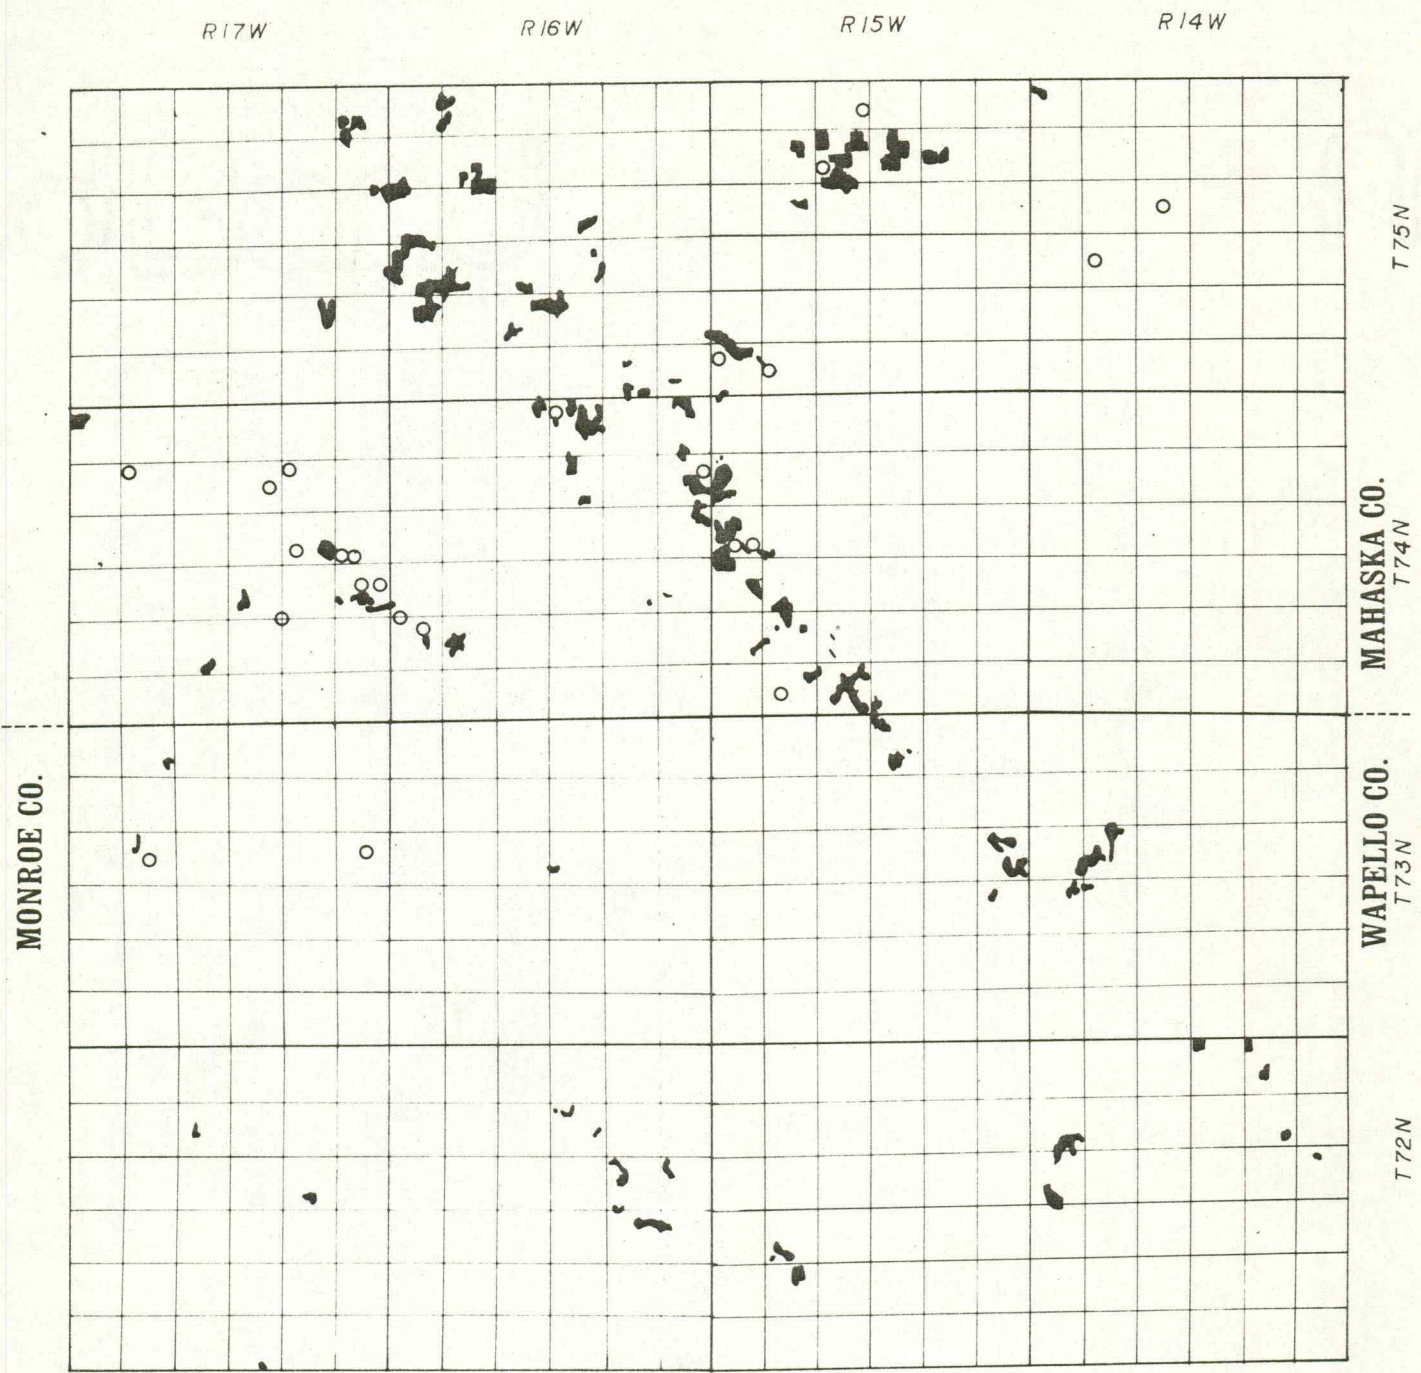 R17W
R16W
R15W
R14W
T75N
MAHASKA CO.
T74N
MONROE CO.
WAPELLO CO.
T73N
T72N